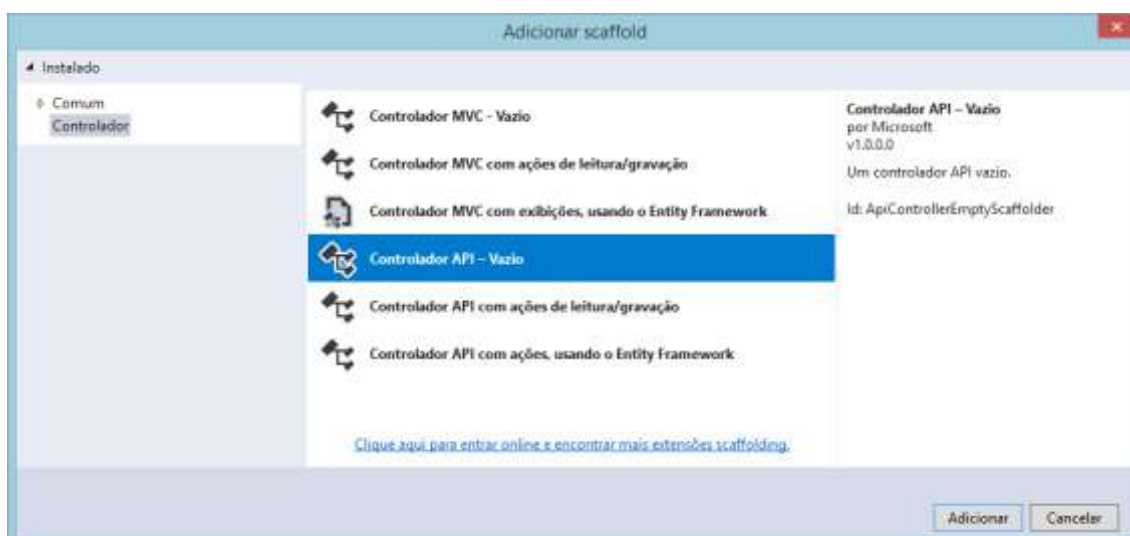 Adicionar scaffold
Instalado
Comum
Controlador
Controlador MVC - Vazio
Controlador MVC com ações de leitura/gravação
Controlador MVC com exibições, usando o Entity Framework
Controlador API – Vazio
Controlador API com ações de leitura/gravação
Controlador API com ações, usando o Entity Framework
Clique aqui para entrar online e encontrar mais extensões scaffolding.
Controlador API – Vazio
por Microsoft
v1.0.0.0
Um controlador API vazio.
Id: ApiControllerEmptyScaffolder
Adicionar
Cancelar